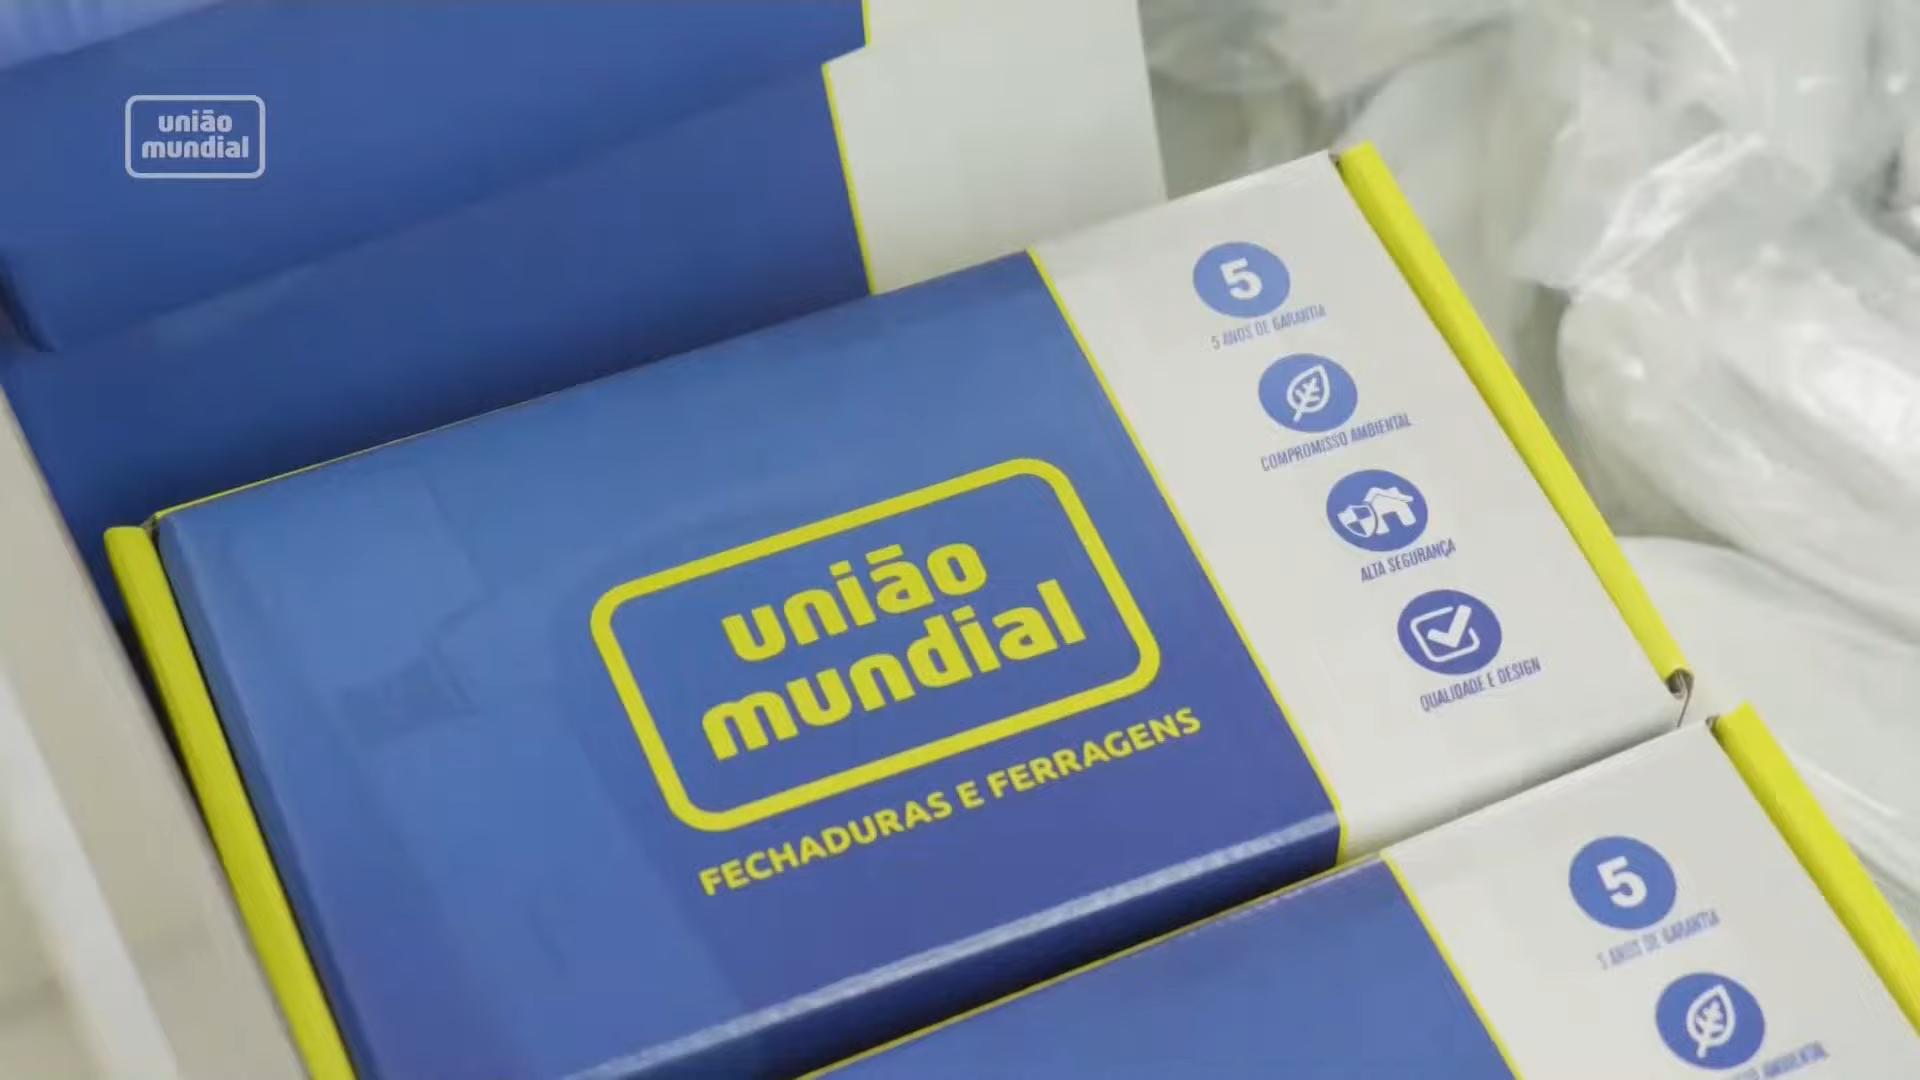 união
mundial
união
mundial
FECHADURAS E FERRAGENS
5
5 ANOS DE GARANTIA
COMPROMISSO AMBIENTAL
ALTA SEGURANÇA
QUALIDADE E DESIGN
5
5 ANOS DE GARANTIA
AMBIENTAL